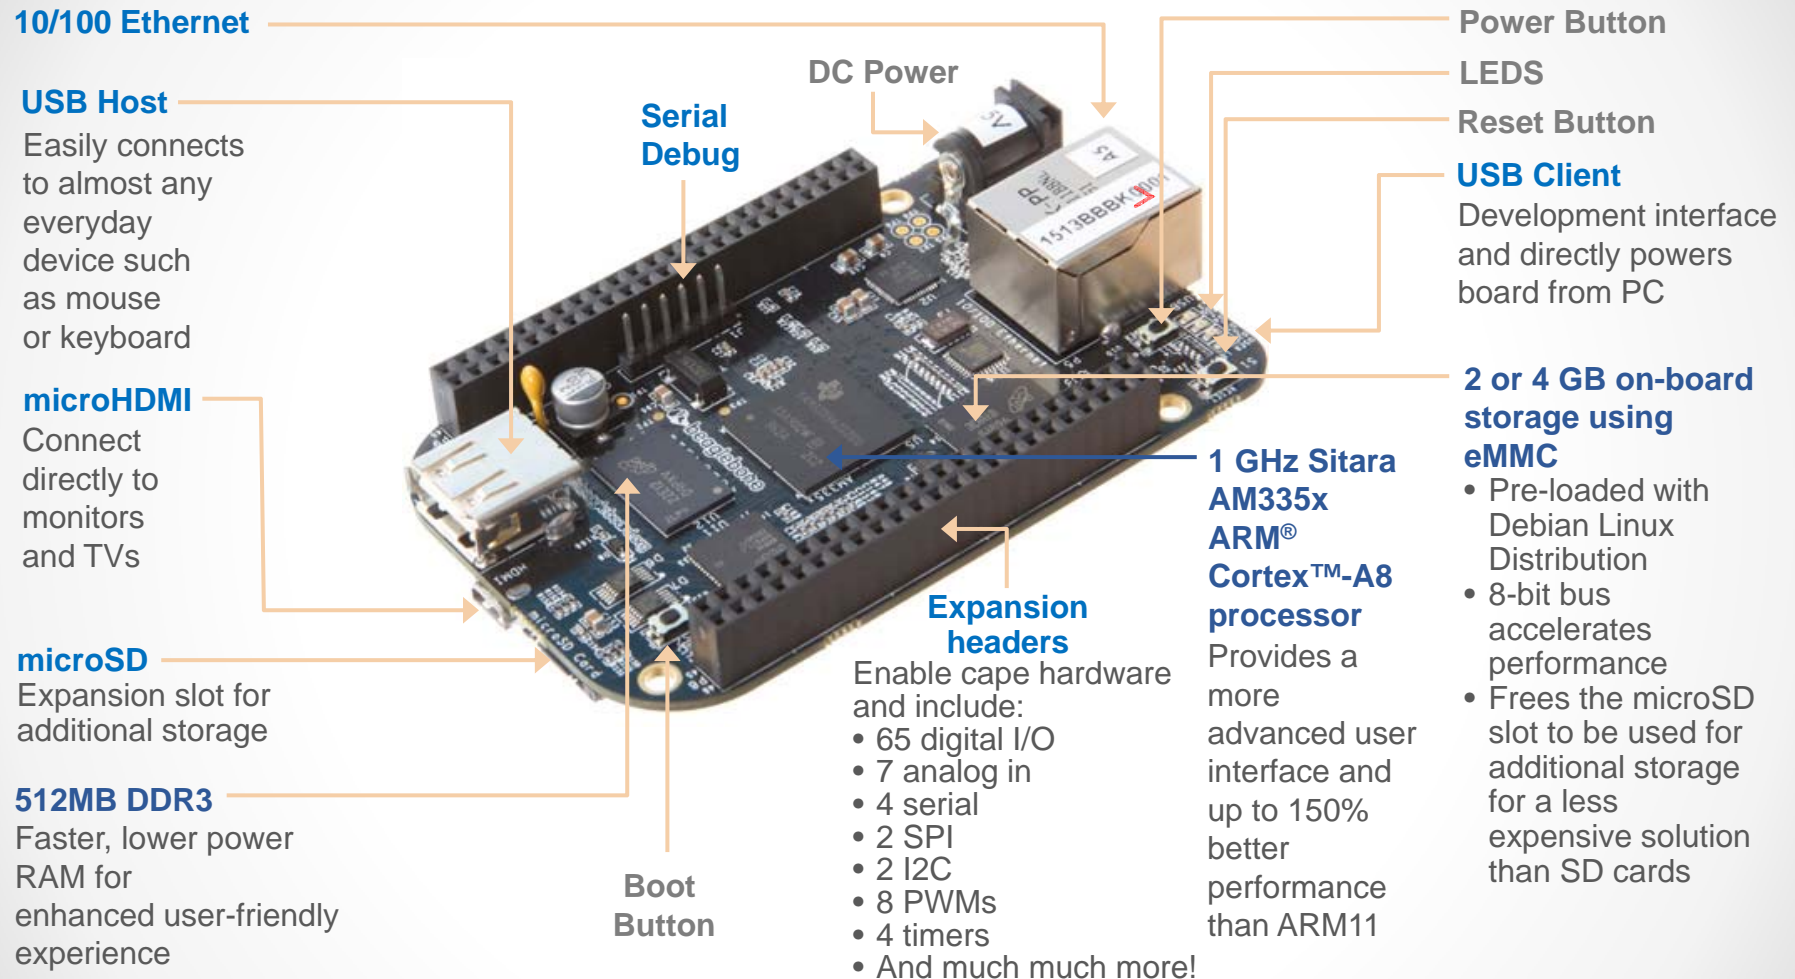 10/100 Ethernet
USB Host
Easily connects
to almost any
everyday
device such
as mouse
or keyboard
microHDMI
Connect
directly to
monitors
and TVs
microSD
Expansion slot for
additional storage
512MB DDR3
Faster, lower power
RAM for
enhanced user-friendly
experience
Serial
Debug
DC Power
5V
1513BBBK
beaglebone
HDMI
microSD Card
Boot
Button
Expansion
headers
Enable cape hardware
and include:
• 65 digital I/O
• 7 analog in
• 4 serial
• 2 SPI
• 2 I2C
• 8 PWMs
• 4 timers
• And much much more!
1 GHz Sitara
AM335x
ARM®
Cortex™-A8
processor
Provides a
more
advanced user
interface and
up to 150%
better
performance
than ARM11
Power Button
LEDS
Reset Button
USB Client
Development interface
and directly powers
board from PC
2 or 4 GB on-board
storage using
eMMC
• Pre-loaded with
Debian Linux
Distribution
• 8-bit bus
accelerates
performance
• Frees the microSD
slot to be used for
additional storage
for a less
expensive solution
than SD cards